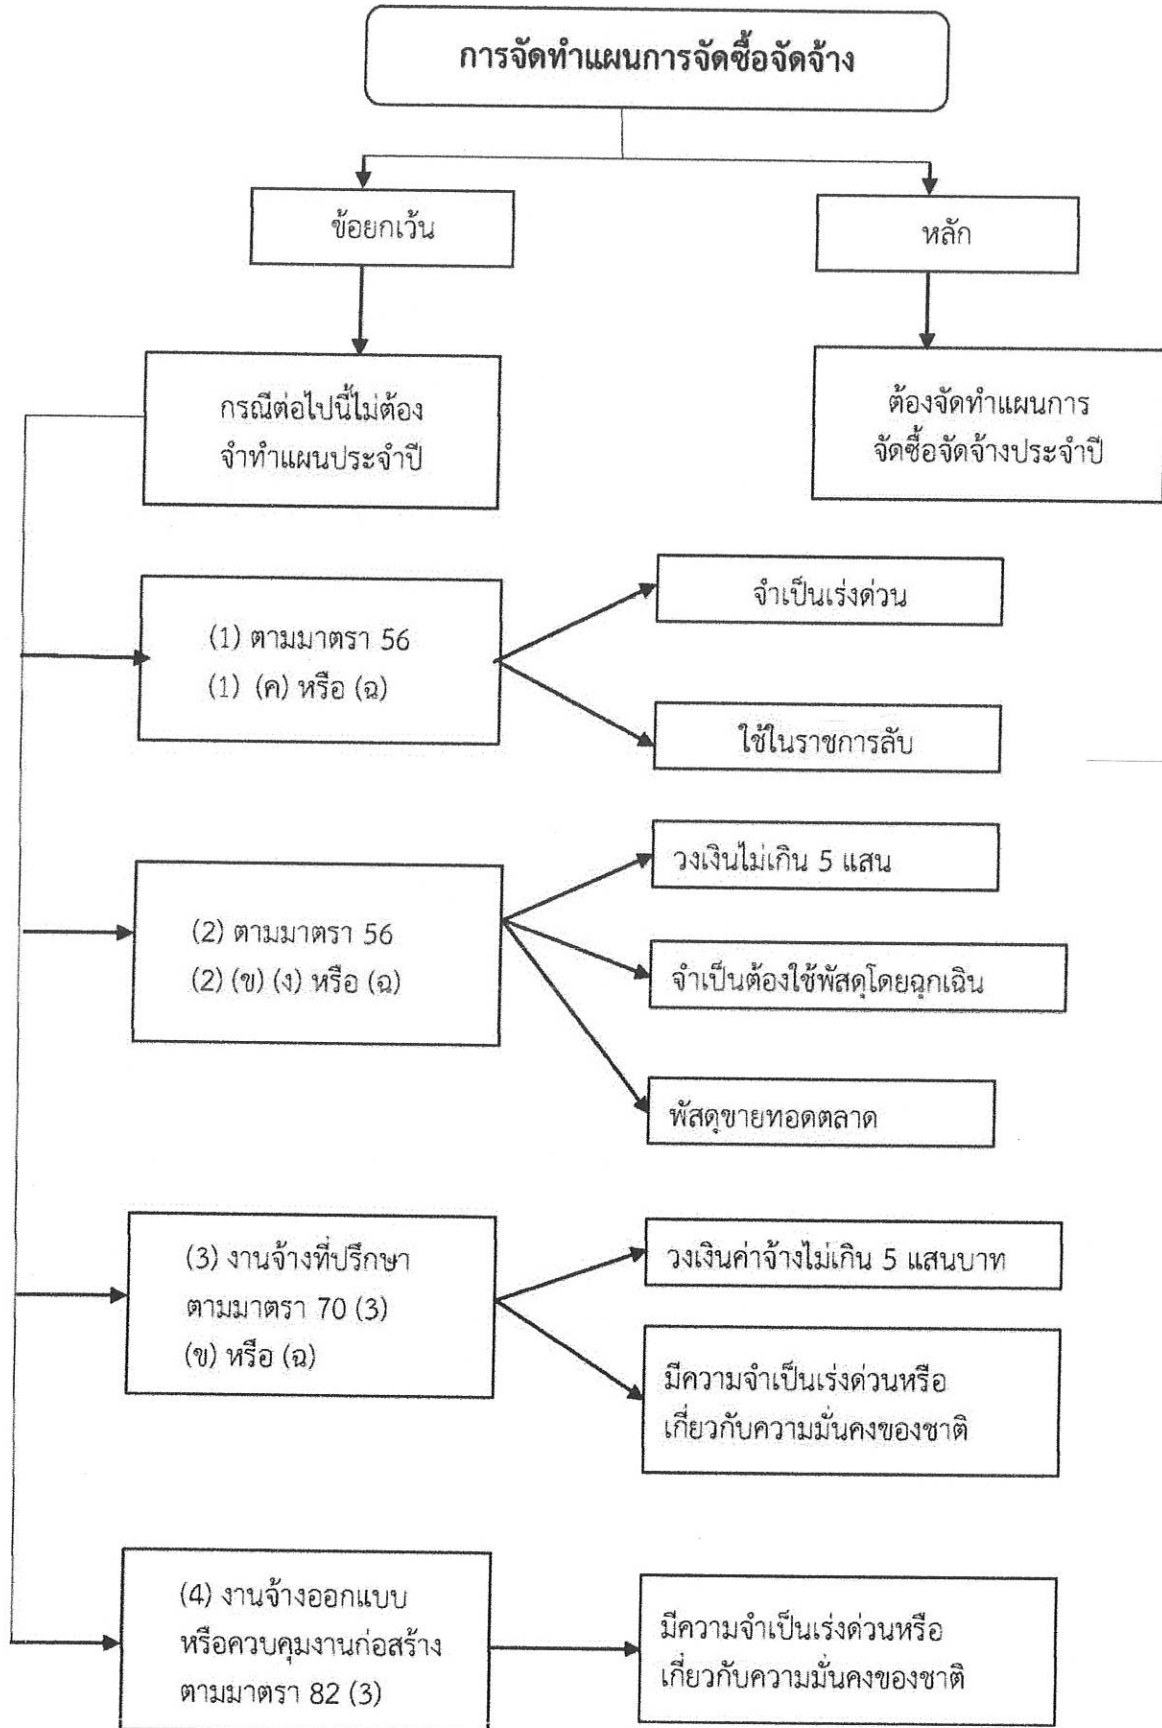 การจัดทำแผนการจัดซื้อจัดจ้าง
ข้อยกเว้น
หลัก
กรณีต่อไปนี้ไม่ต้อง
จำทำแผนประจำปี
ต้องจัดทำแผนการ
จัดซื้อจัดจ้างประจำปี
(1) ตามมาตรา 56
(1) (ค) หรือ (ฉ)
จำเป็นเร่งด่วน
ใช้ในราชการลับ
(2) ตามมาตรา 56
(2) (ข) (ง) หรือ (ฉ)
วงเงินไม่เกิน 5 แสน
จำเป็นต้องใช้พัสดุโดยฉุกเฉิน
พัสดุขายทอดตลาด
(3) งานจ้างที่ปรึกษา
ตามมาตรา 70 (3)
(ข) หรือ (ฉ)
วงเงินค่าจ้างไม่เกิน 5 แสนบาท
มีความจำเป็นเร่งด่วนหรือ
เกี่ยวกับความมั่นคงของชาติ
(4) งานจ้างออกแบบ
หรือควบคุมงานก่อสร้าง
ตามมาตรา 82 (3)
มีความจำเป็นเร่งด่วนหรือ
เกี่ยวกับความมั่นคงของชาติ